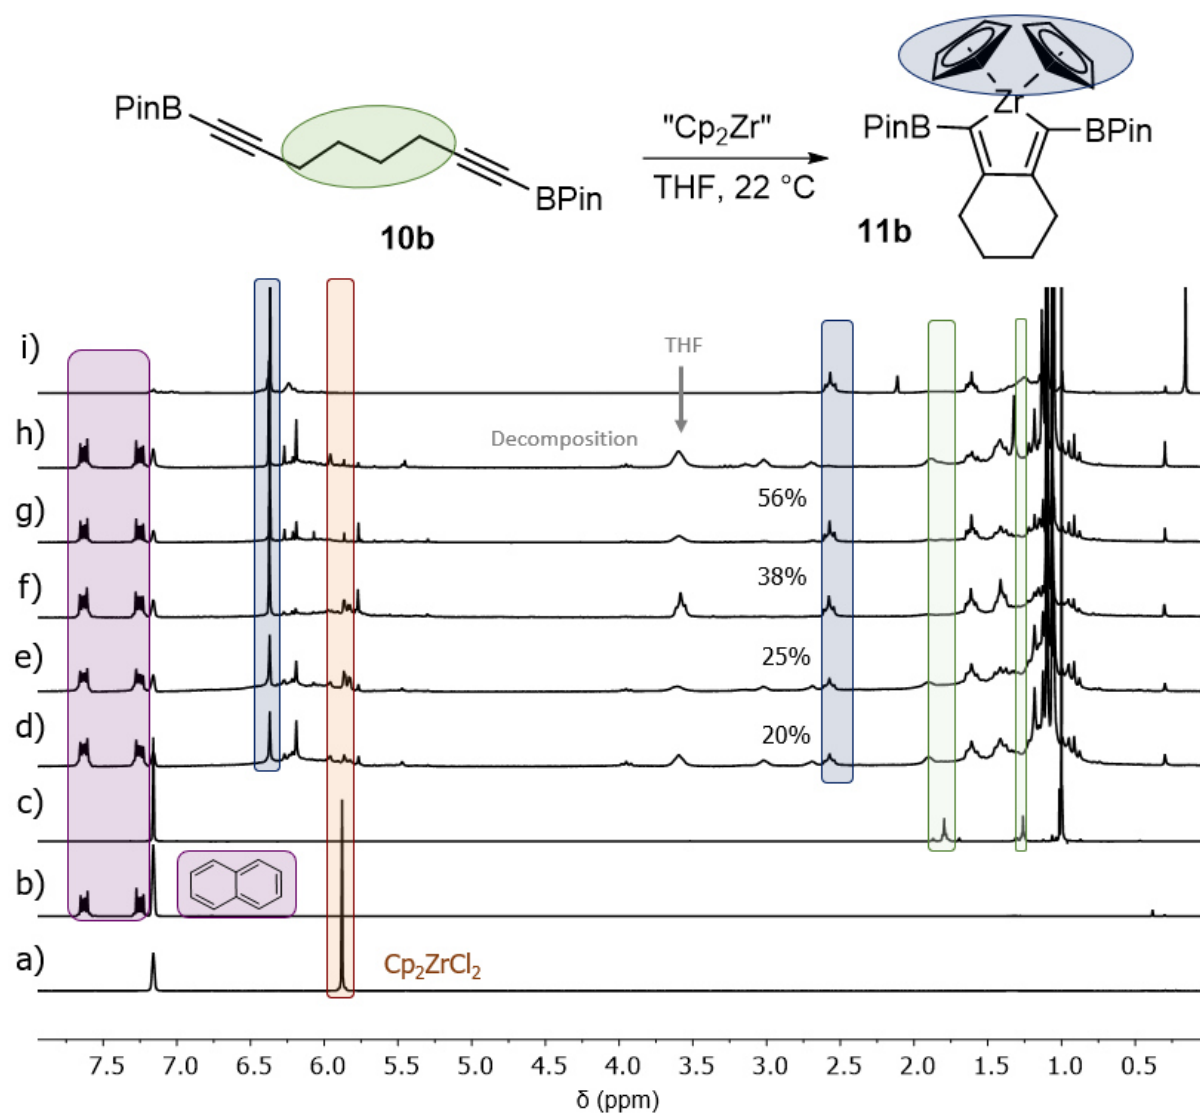 PinB
BPin
10b
"Cp₂Zr"
THF, 22 °C
Zr
PinB
BPin
11b
i)
THF
h)
Decomposition
56%
g)
38%
f)
25%
e)
20%
d)
c)
b)
a)
Cp₂ZrCl₂
7.5 7.0 6.5 6.0 5.5 5.0 4.5 4.0 3.5 3.0 2.5 2.0 1.5 1.0 0.5
δ (ppm)